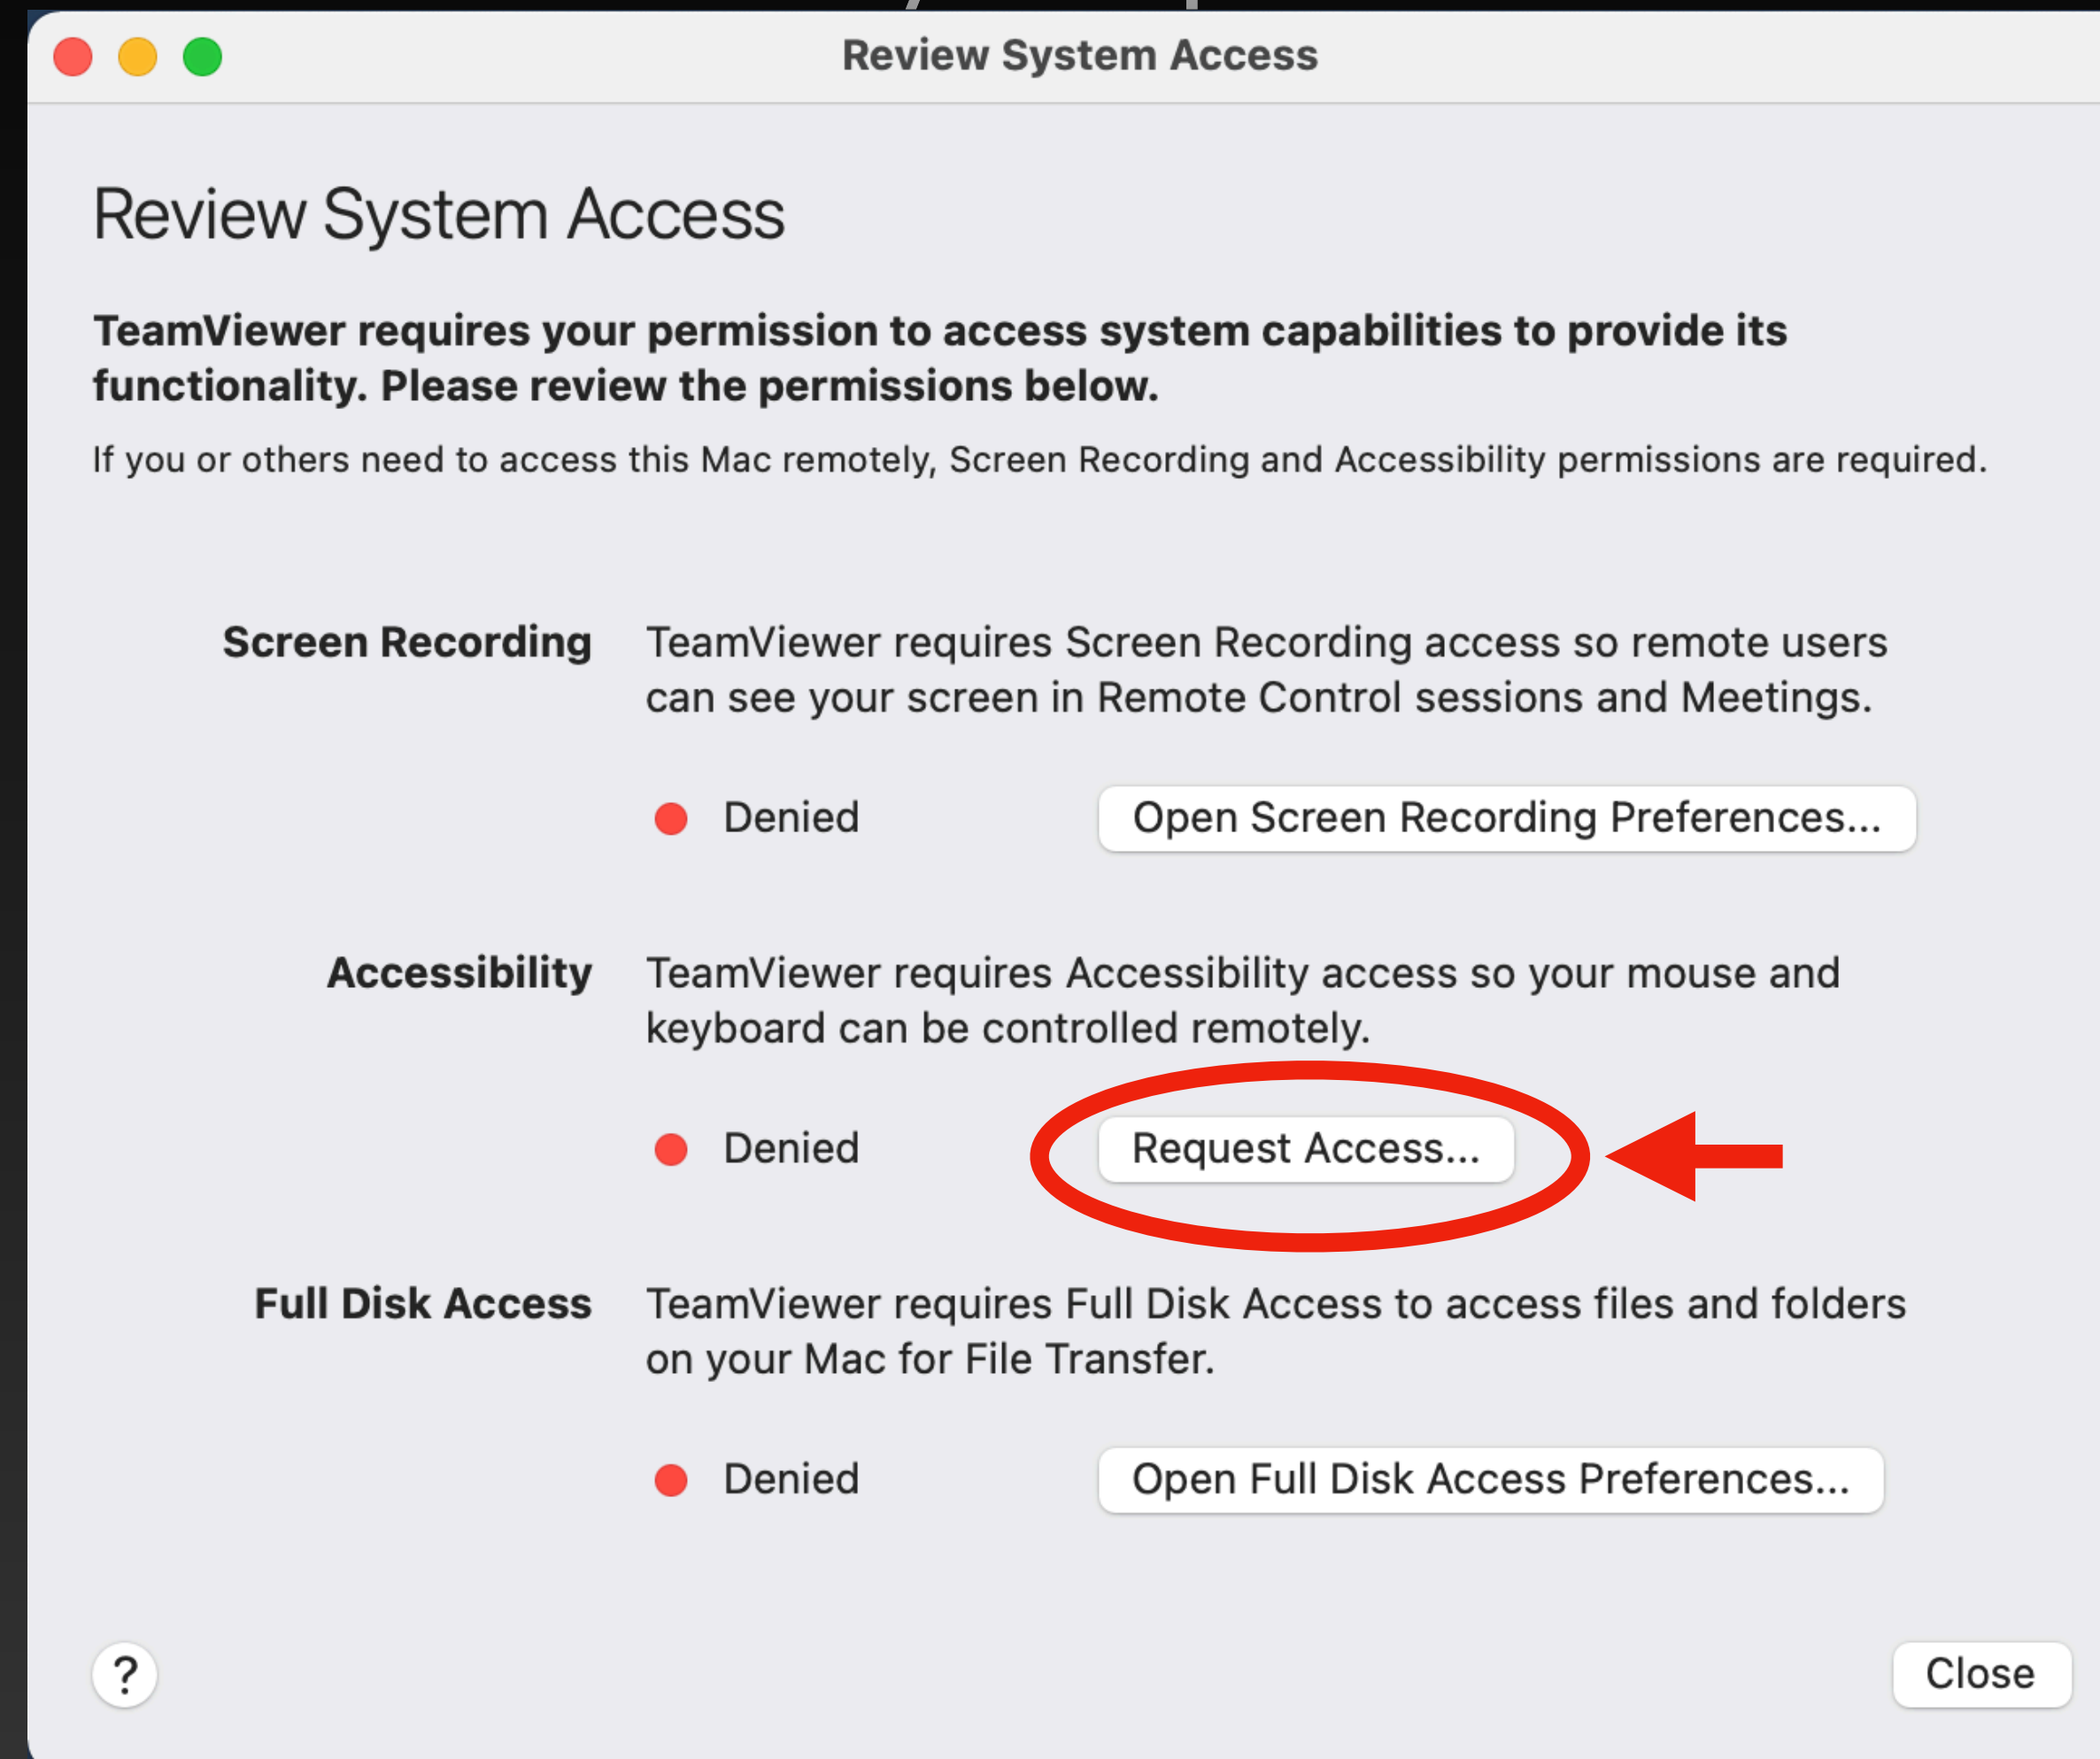 Review System Access
Review System Access
TeamViewer requires your permission to access system capabilities to provide its
functionality. Please review the permissions below.
If you or others need to access this Mac remotely, Screen Recording and Accessibility permissions are required.
Screen Recording
TeamViewer requires Screen Recording access so remote users
can see your screen in Remote Control sessions and Meetings.
Denied
Open Screen Recording Preferences...
Accessibility
TeamViewer requires Accessibility access so your mouse and
keyboard can be controlled remotely.
Denied
Request Access...
Full Disk Access
TeamViewer requires Full Disk Access to access files and folders
on your Mac for File Transfer.
Denied
Open Full Disk Access Preferences...
?
Close